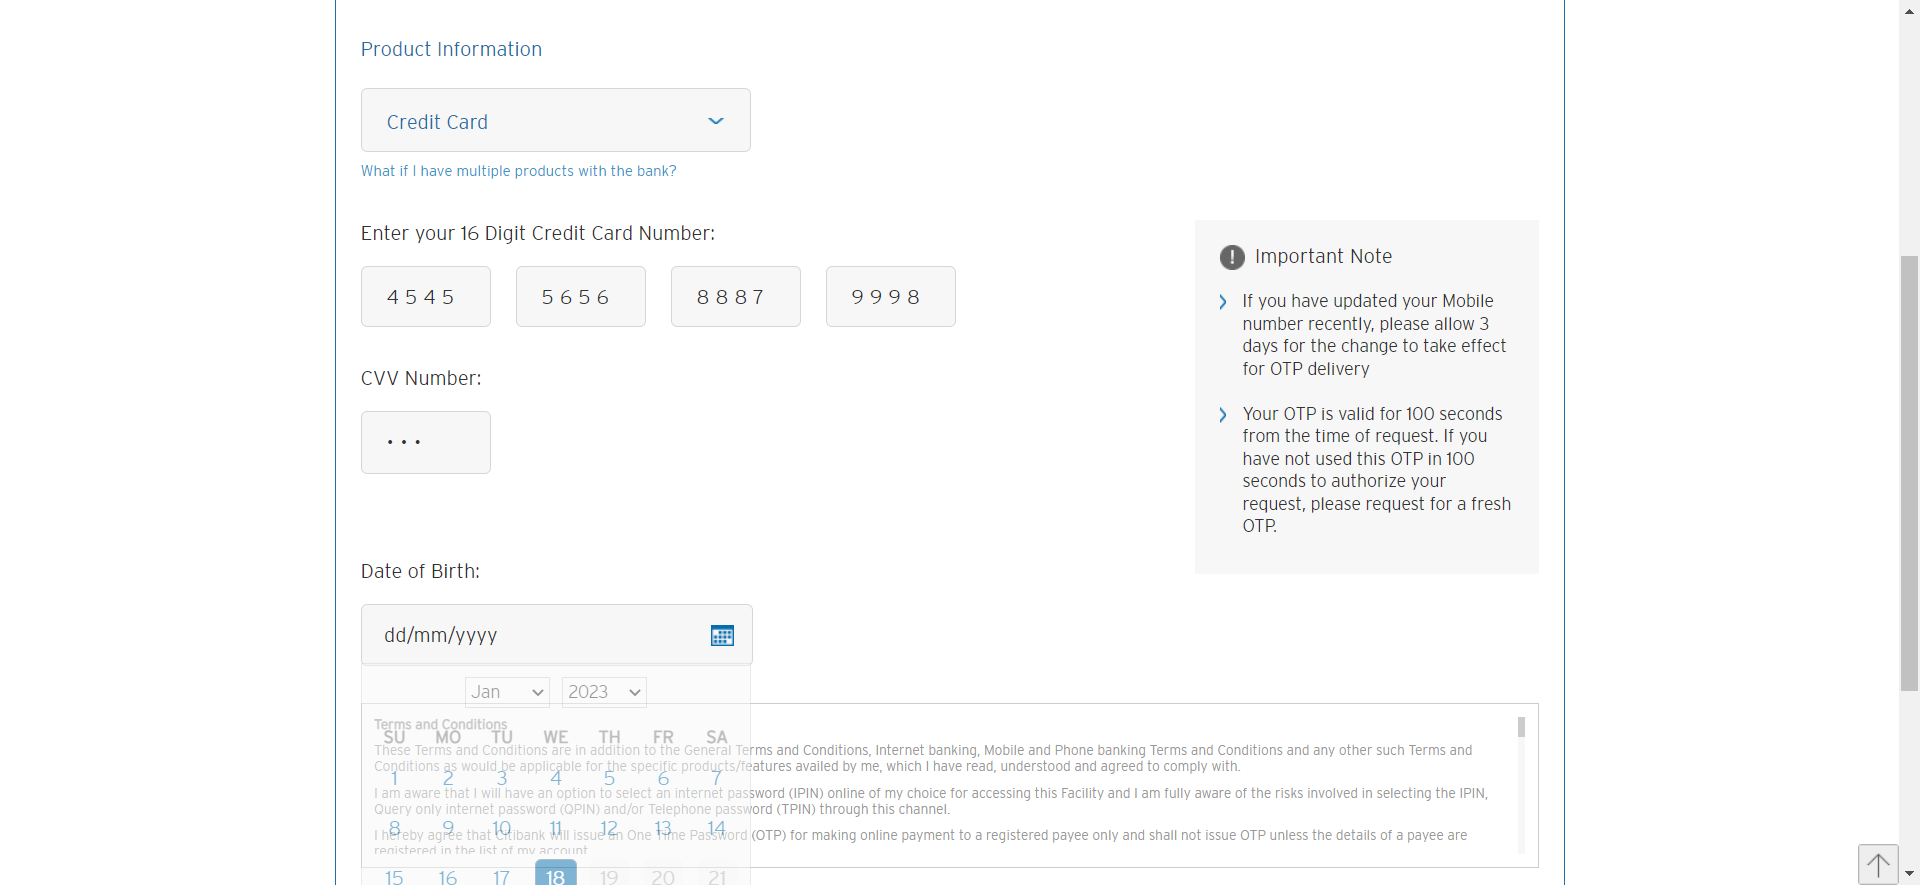 Product Information
Credit Card
What if I have multiple products with the bank?
Enter your 16 Digit Credit Card Number:
4545 5656 8887 9998
CVV Number:
• • •
Date of Birth:
dd/mm/yyyy
Jan 2023
SU MO TU WE TH FR SA
1 2 3 4 5 6 7
8 9 10 11 12 13 14
15 16 17 18 19 20 21
Terms and Conditions
These Terms and Conditions are in addition to the General Terms and Conditions, Internet banking, Mobile and Phone banking Terms and Conditions and any other such Terms and
Conditions as would be applicable for the specific products/features availed by me, which I have read, understood and agreed to comply with.
I am aware that I will have an option to select an internet password (IPIN) online of my choice for accessing this Facility and I am fully aware of the risks involved in selecting the IPIN,
Query only internet password (QPIN) and/or Telephone password (TPIN) through this channel.
I hereby agree that Citibank will issue an One Time Password (OTP) for making online payment to a registered payee only and shall not issue OTP unless the details of a payee are
registered in the list of my account
Important Note
If you have updated your Mobile
number recently, please allow 3
days for the change to take effect
for OTP delivery
Your OTP is valid for 100 seconds
from the time of request. If you
have not used this OTP in 100
seconds to authorize your
request, please request for a fresh
OTP.